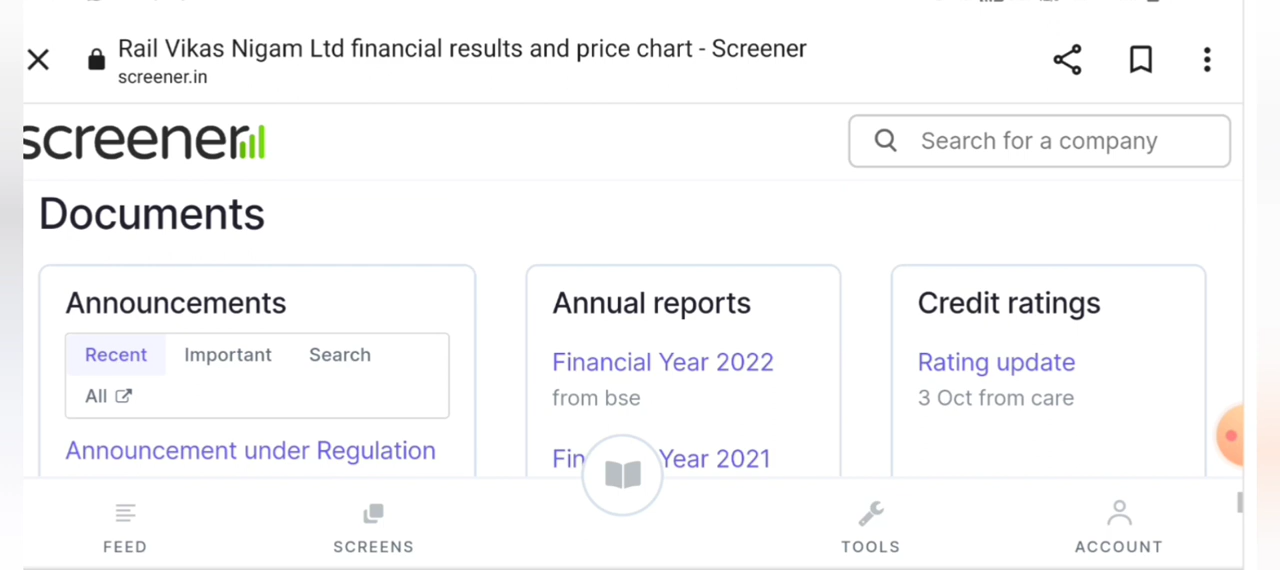 Rail Vikas Nigam Ltd financial results and price chart - Screener
screener.in
screener
Search for a company
Documents
Announcements
Recent Important Search
All
Announcement under Regulation
Annual reports
Financial Year 2022
from bse
Fin Year 2021
Credit ratings
Rating update
3 Oct from care
FEED
SCREENS
TOOLS
ACCOUNT